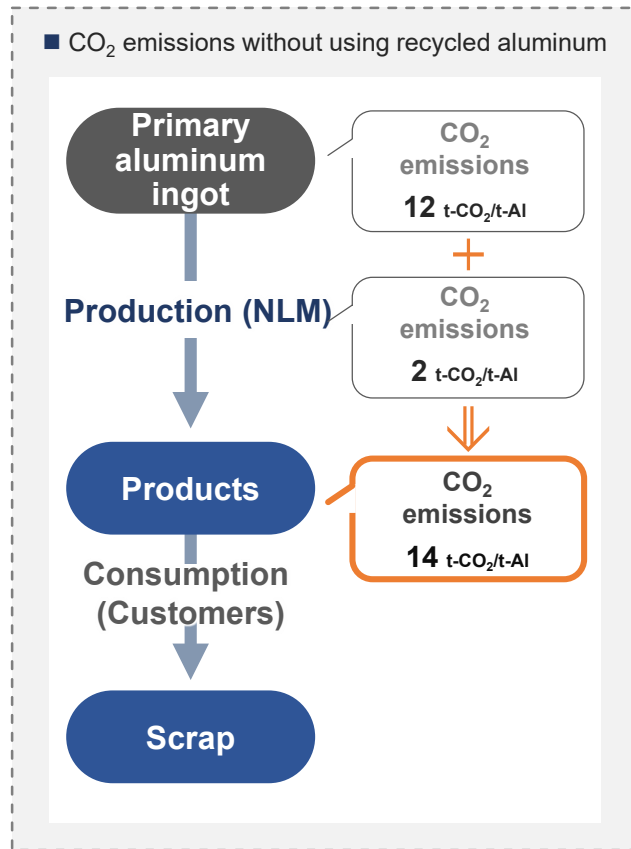 ■ CO₂ emissions without using recycled aluminum
Primary
aluminum
ingot
CO₂
emissions
12 t-CO₂/t-Al
+
Production (NLM)
CO₂
emissions
2 t-CO₂/t-Al
Products
CO₂
emissions
14 t-CO₂/t-Al
Consumption
(Customers)
Scrap